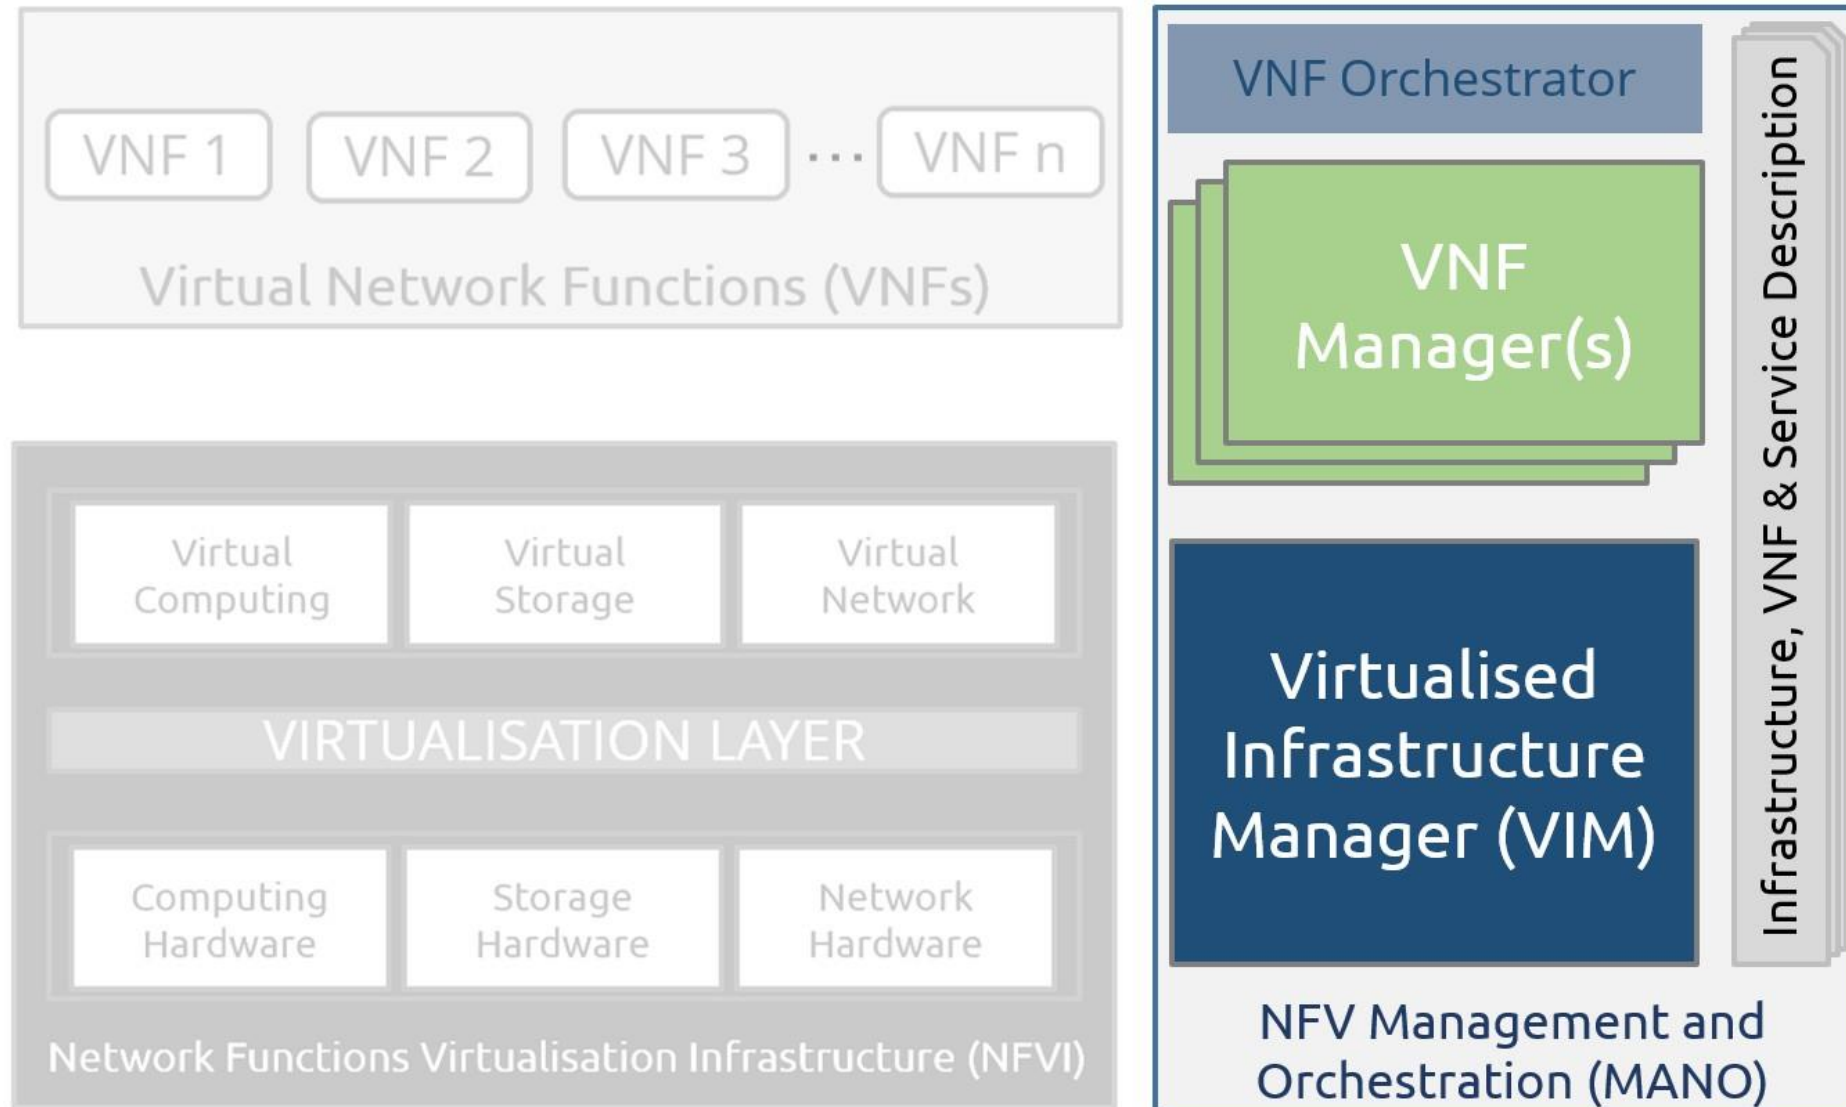 VNF 1
VNF 2
VNF 3
...
VNF n
Virtual Network Functions (VNFs)
Virtual
Computing
Virtual
Storage
Virtual
Network
VIRTUALISATION LAYER
Computing
Hardware
Storage
Hardware
Network
Hardware
Network Functions Virtualisation Infrastructure (NFVI)
VNF Orchestrator
VNF
Manager(s)
Virtualised
Infrastructure
Manager (VIM)
NFV Management and
Orchestration (MANO)
Infrastructure, VNF & Service Description